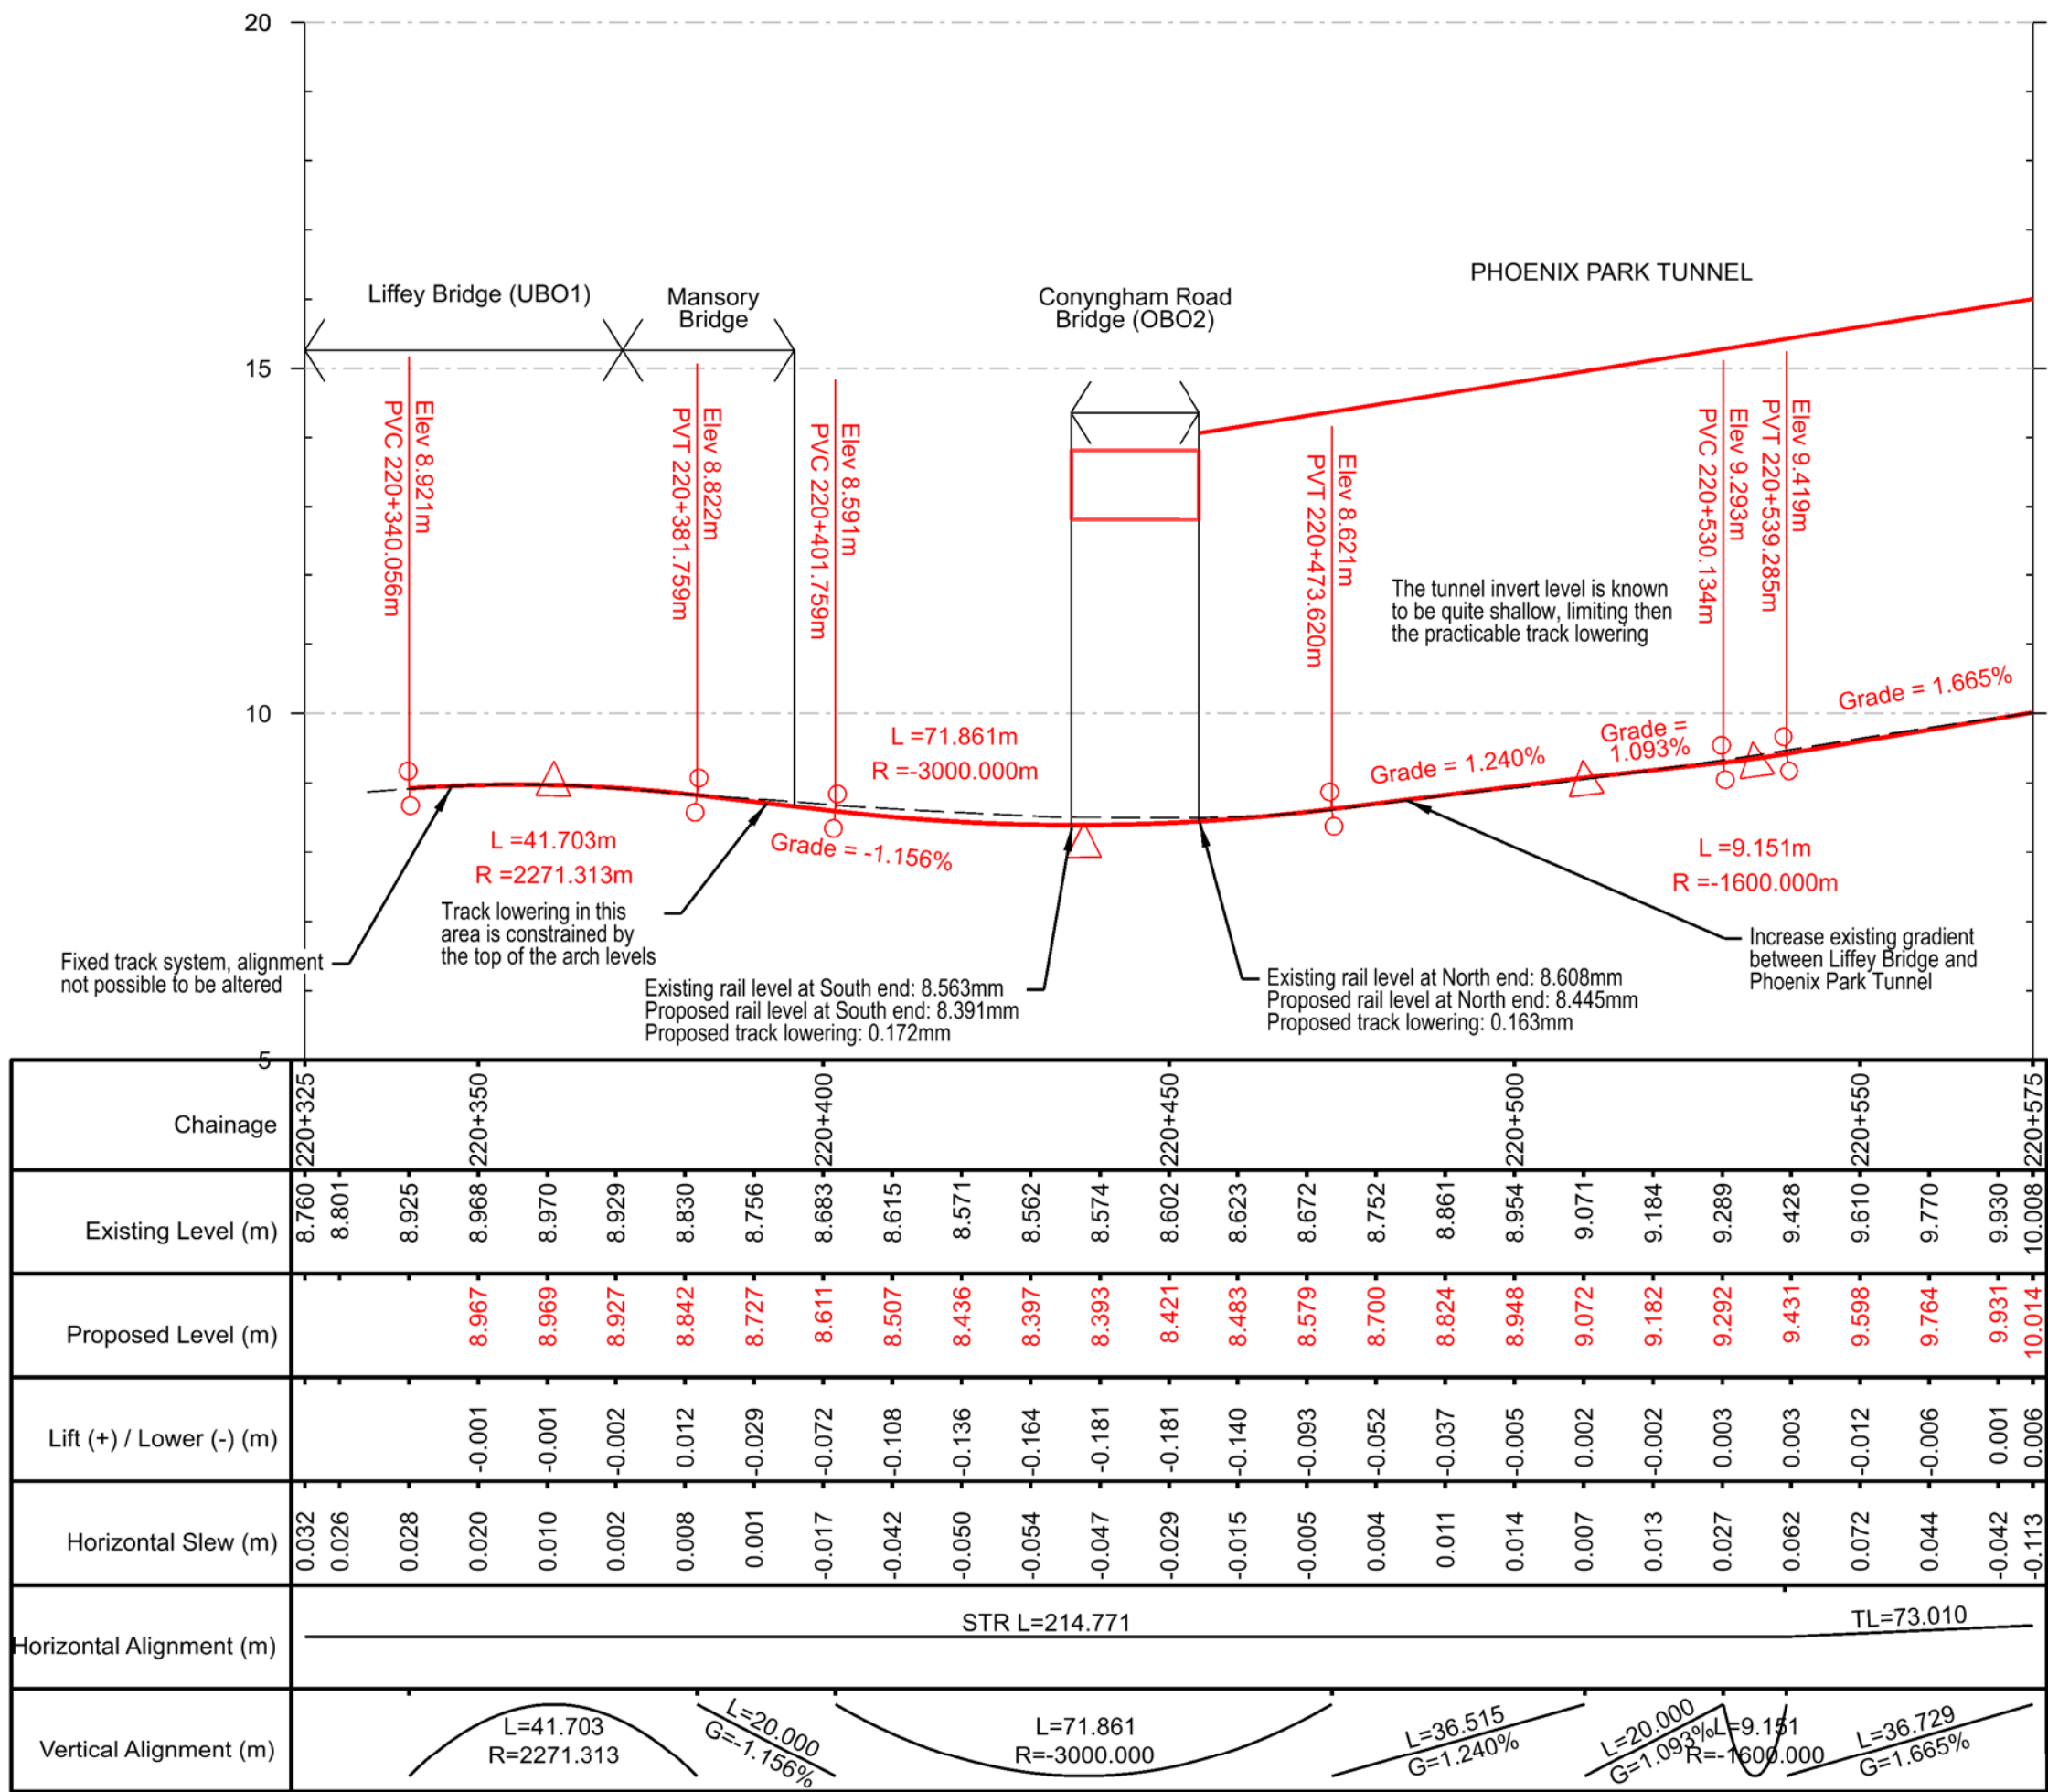 20
15
10
5
Liffey Bridge (UBO1)
Mansory
Bridge
Conyngham Road
Bridge (OBO2)
PHOENIX PARK TUNNEL
Elev 8.921m
PVC 220+340.056m
Elev 8.822m
PVT 220+381.759m
Elev 8.591m
PVC 220+401.759m
Elev 8.621m
PVT 220+473.620m
Elev 9.293m
PVC 220+530.134m
Elev 9.419m
PVT 220+539.285m
The tunnel invert level is known
to be quite shallow, limiting then
the practicable track lowering
L =71.861m
R =-3000.000m
Grade = 1.240%
Grade =
1.093%
Grade = 1.665%
L =41.703m
R =2271.313m
Grade = -1.156%
L =9.151m
R =-1600.000m
Track lowering in this
area is constrained by
the top of the arch levels
Fixed track system, alignment
not possible to be altered
Existing rail level at South end: 8.563mm
Proposed rail level at South end: 8.391mm
Proposed track lowering: 0.172mm
Existing rail level at North end: 8.608mm
Proposed rail level at North end: 8.445mm
Proposed track lowering: 0.163mm
Increase existing gradient
between Liffey Bridge and
Phoenix Park Tunnel
Chainage 220+325 220+350 220+400 220+450 220+500 220+550 220+575
Existing Level (m) 8.760 8.801 8.925 8.968 8.970 8.929 8.830 8.756 8.683 8.615 8.571 8.562 8.574 8.602 8.623 8.672 8.752 8.861 8.954 9.071 9.184 9.289 9.428 9.610 9.770 9.930 10.008
Proposed Level (m) 8.967 8.969 8.927 8.842 8.727 8.611 8.507 8.436 8.397 8.393 8.421 8.483 8.579 8.700 8.824 8.948 9.072 9.182 9.292 9.431 9.598 9.764 9.931 10.014
Lift (+) / Lower (-) (m) -0.001 -0.001 -0.002 0.012 -0.029 -0.072 -0.108 -0.136 -0.164 -0.181 -0.181 -0.140 -0.093 -0.052 -0.037 -0.005 0.002 -0.002 0.003 0.003 -0.012 -0.006 0.001 0.006
Horizontal Slew (m) 0.032 0.026 0.028 0.020 0.010 0.002 0.008 0.001 -0.017 -0.042 -0.050 -0.054 -0.047 -0.029 -0.015 -0.005 0.004 0.011 0.014 0.007 0.013 0.027 0.062 0.072 0.044 -0.042 -0.113
Horizontal Alignment (m) STR L=214.771 TL=73.010
Vertical Alignment (m)
L=41.703
R=2271.313
L=20.000
G=-1.156%
L=71.861
R=-3000.000
L=36.515
G=1.240%
L=20.000
G=1.093%
L=9.151
R=-1600.000
L=36.729
G=1.665%